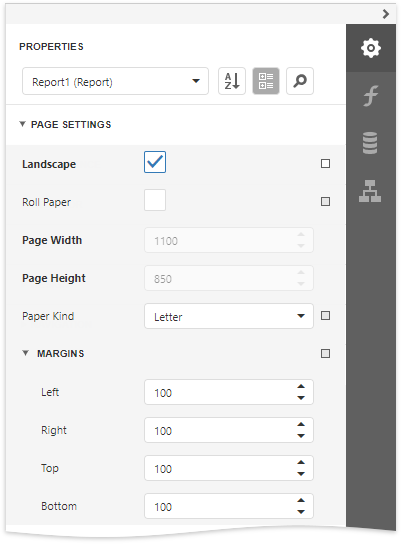 PROPERTIES
Report1 (Report)
A
Z
PAGE SETTINGS
Landscape
Roll Paper
Page Width 1100
Page Height 850
Paper Kind Letter
MARGINS
Left 100
Right 100
Top 100
Bottom 100